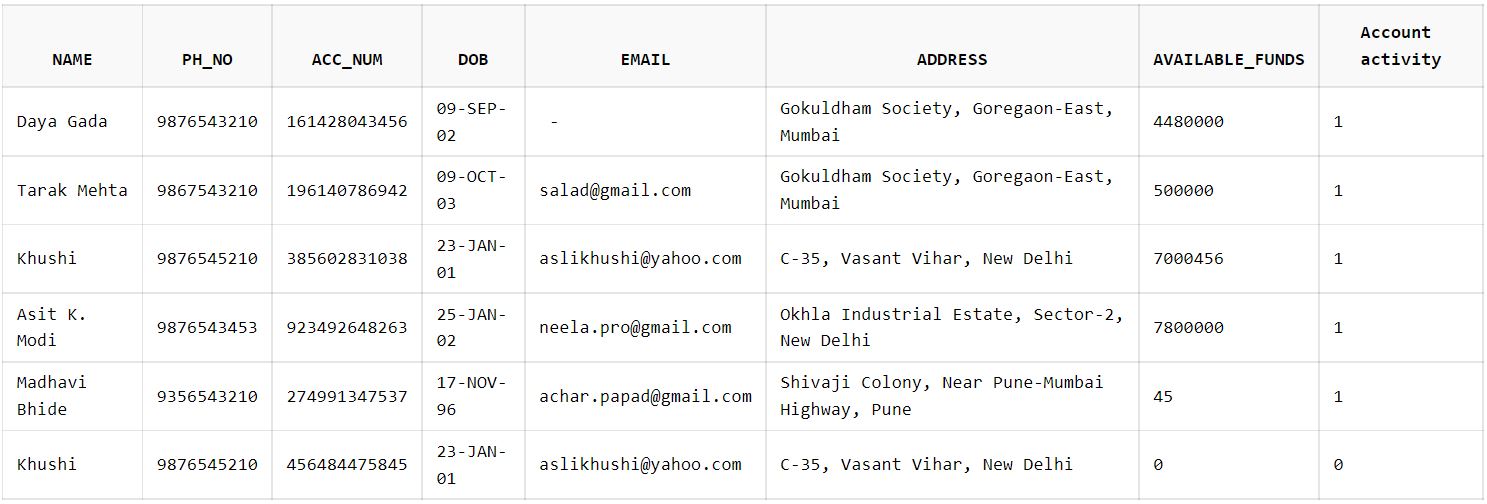 NAME PH_NO ACC_NUM DOB EMAIL ADDRESS AVAILABLE_FUNDS Account activity
Daya Gada 9876543210 161428043456 09-SEP-02 - Gokuldham Society, Goregaon-East, Mumbai 4480000 1
Tarak Mehta 9867543210 196140786942 09-OCT-03 salad@gmail.com Gokuldham Society, Goregaon-East, Mumbai 500000 1
Khushi 9876545210 385602831038 23-JAN-01 aslikhushi@yahoo.com C-35, Vasant Vihar, New Delhi 7000456 1
Asit K. Modi 9876543453 923492648263 25-JAN-02 neela.pro@gmail.com Okhla Industrial Estate, Sector-2, New Delhi 7800000 1
Madhavi Bhide 9356543210 274991347537 17-NOV-96 achar.papad@gmail.com Shivaji Colony, Near Pune-Mumbai Highway, Pune 45 1
Khushi 9876545210 456484475845 23-JAN-01 aslikhushi@yahoo.com C-35, Vasant Vihar, New Delhi 0 0